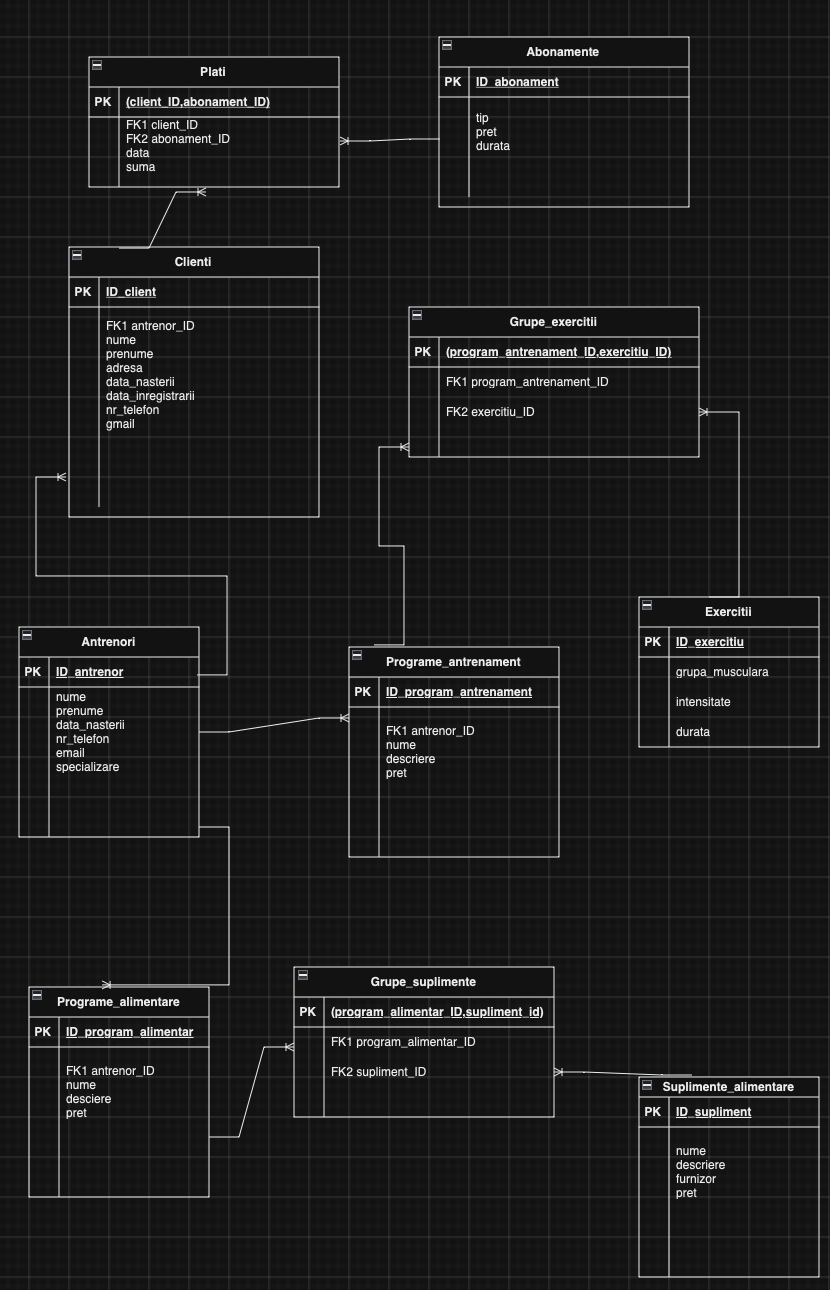 Plati
PK (client_ID,abonament_ID)
FK1 client_ID
FK2 abonament_ID
data
suma
Abonamente
PK ID_abonament
tip
pret
durata
Clienti
PK ID_client
FK1 antrenor_ID
nume
prenume
adresa
data_nasterii
data_inregistrarii
nr_telefon
gmail
Grupe_exercitii
PK (program_antrenament_ID,exercitiu_ID)
FK1 program_antrenament_ID
FK2 exercitiu_ID
Antrenori
PK ID_antrenor
nume
prenume
data_nasterii
nr_telefon
email
specializare
Programe_antrenament
PK ID_program_antrenament
FK1 antrenor_ID
nume
descriere
pret
Exercitii
PK ID_exercitiu
grupa_musculara
intensitate
durata
Programe_alimentare
PK ID_program_alimentar
FK1 antrenor_ID
nume
desciere
pret
Grupe_suplimente
PK (program_alimentar_ID,supliment_id)
FK1 program_alimentar_ID
FK2 supliment_ID
Suplimente_alimentare
PK ID_supliment
nume
descriere
furnizor
pret